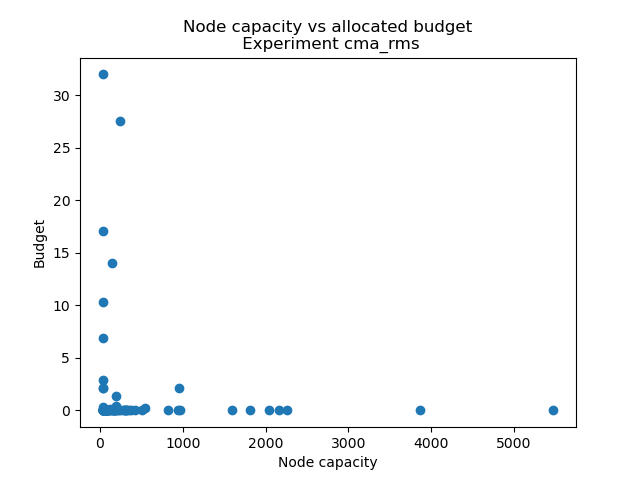 Node capacity vs allocated budget
Experiment cma_rms
Budget
30
25
20
15
10
5
0
0 1000 2000 3000 4000 5000
Node capacity